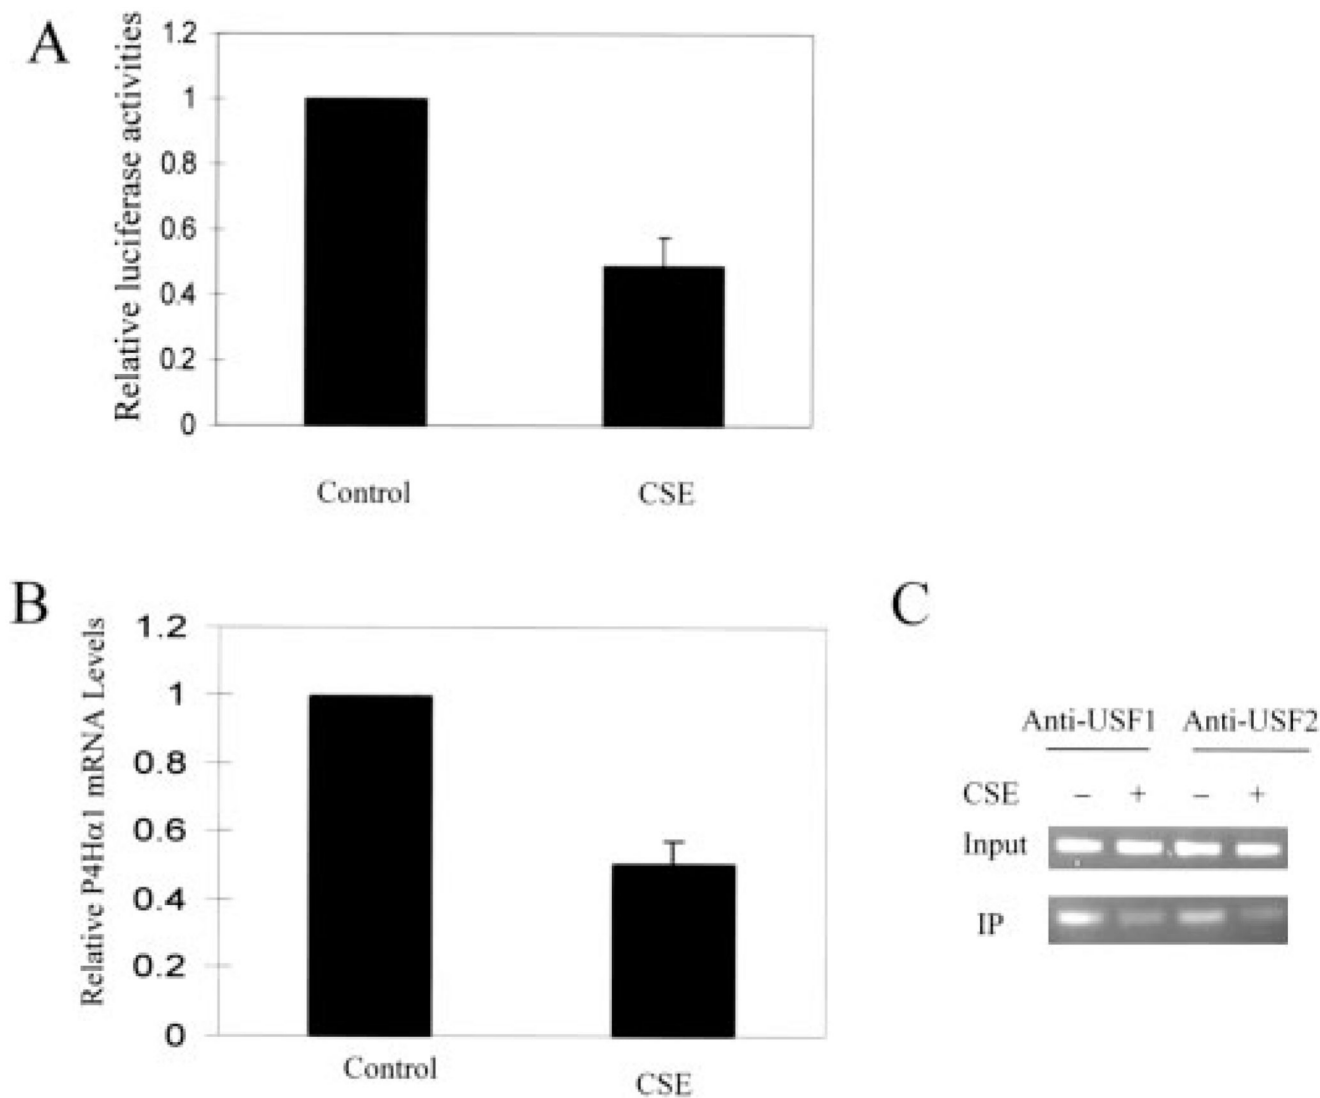 A
Relative luciferase activities
1.2
1
0.8
0.6
0.4
0.2
0
Control
CSE
B
Relative P4Hα1 mRNA Levels
1.2
1
0.8
0.6
0.4
0.2
0
Control
CSE
C
Anti-USF1 Anti-USF2
CSE – + – +
Input
IP